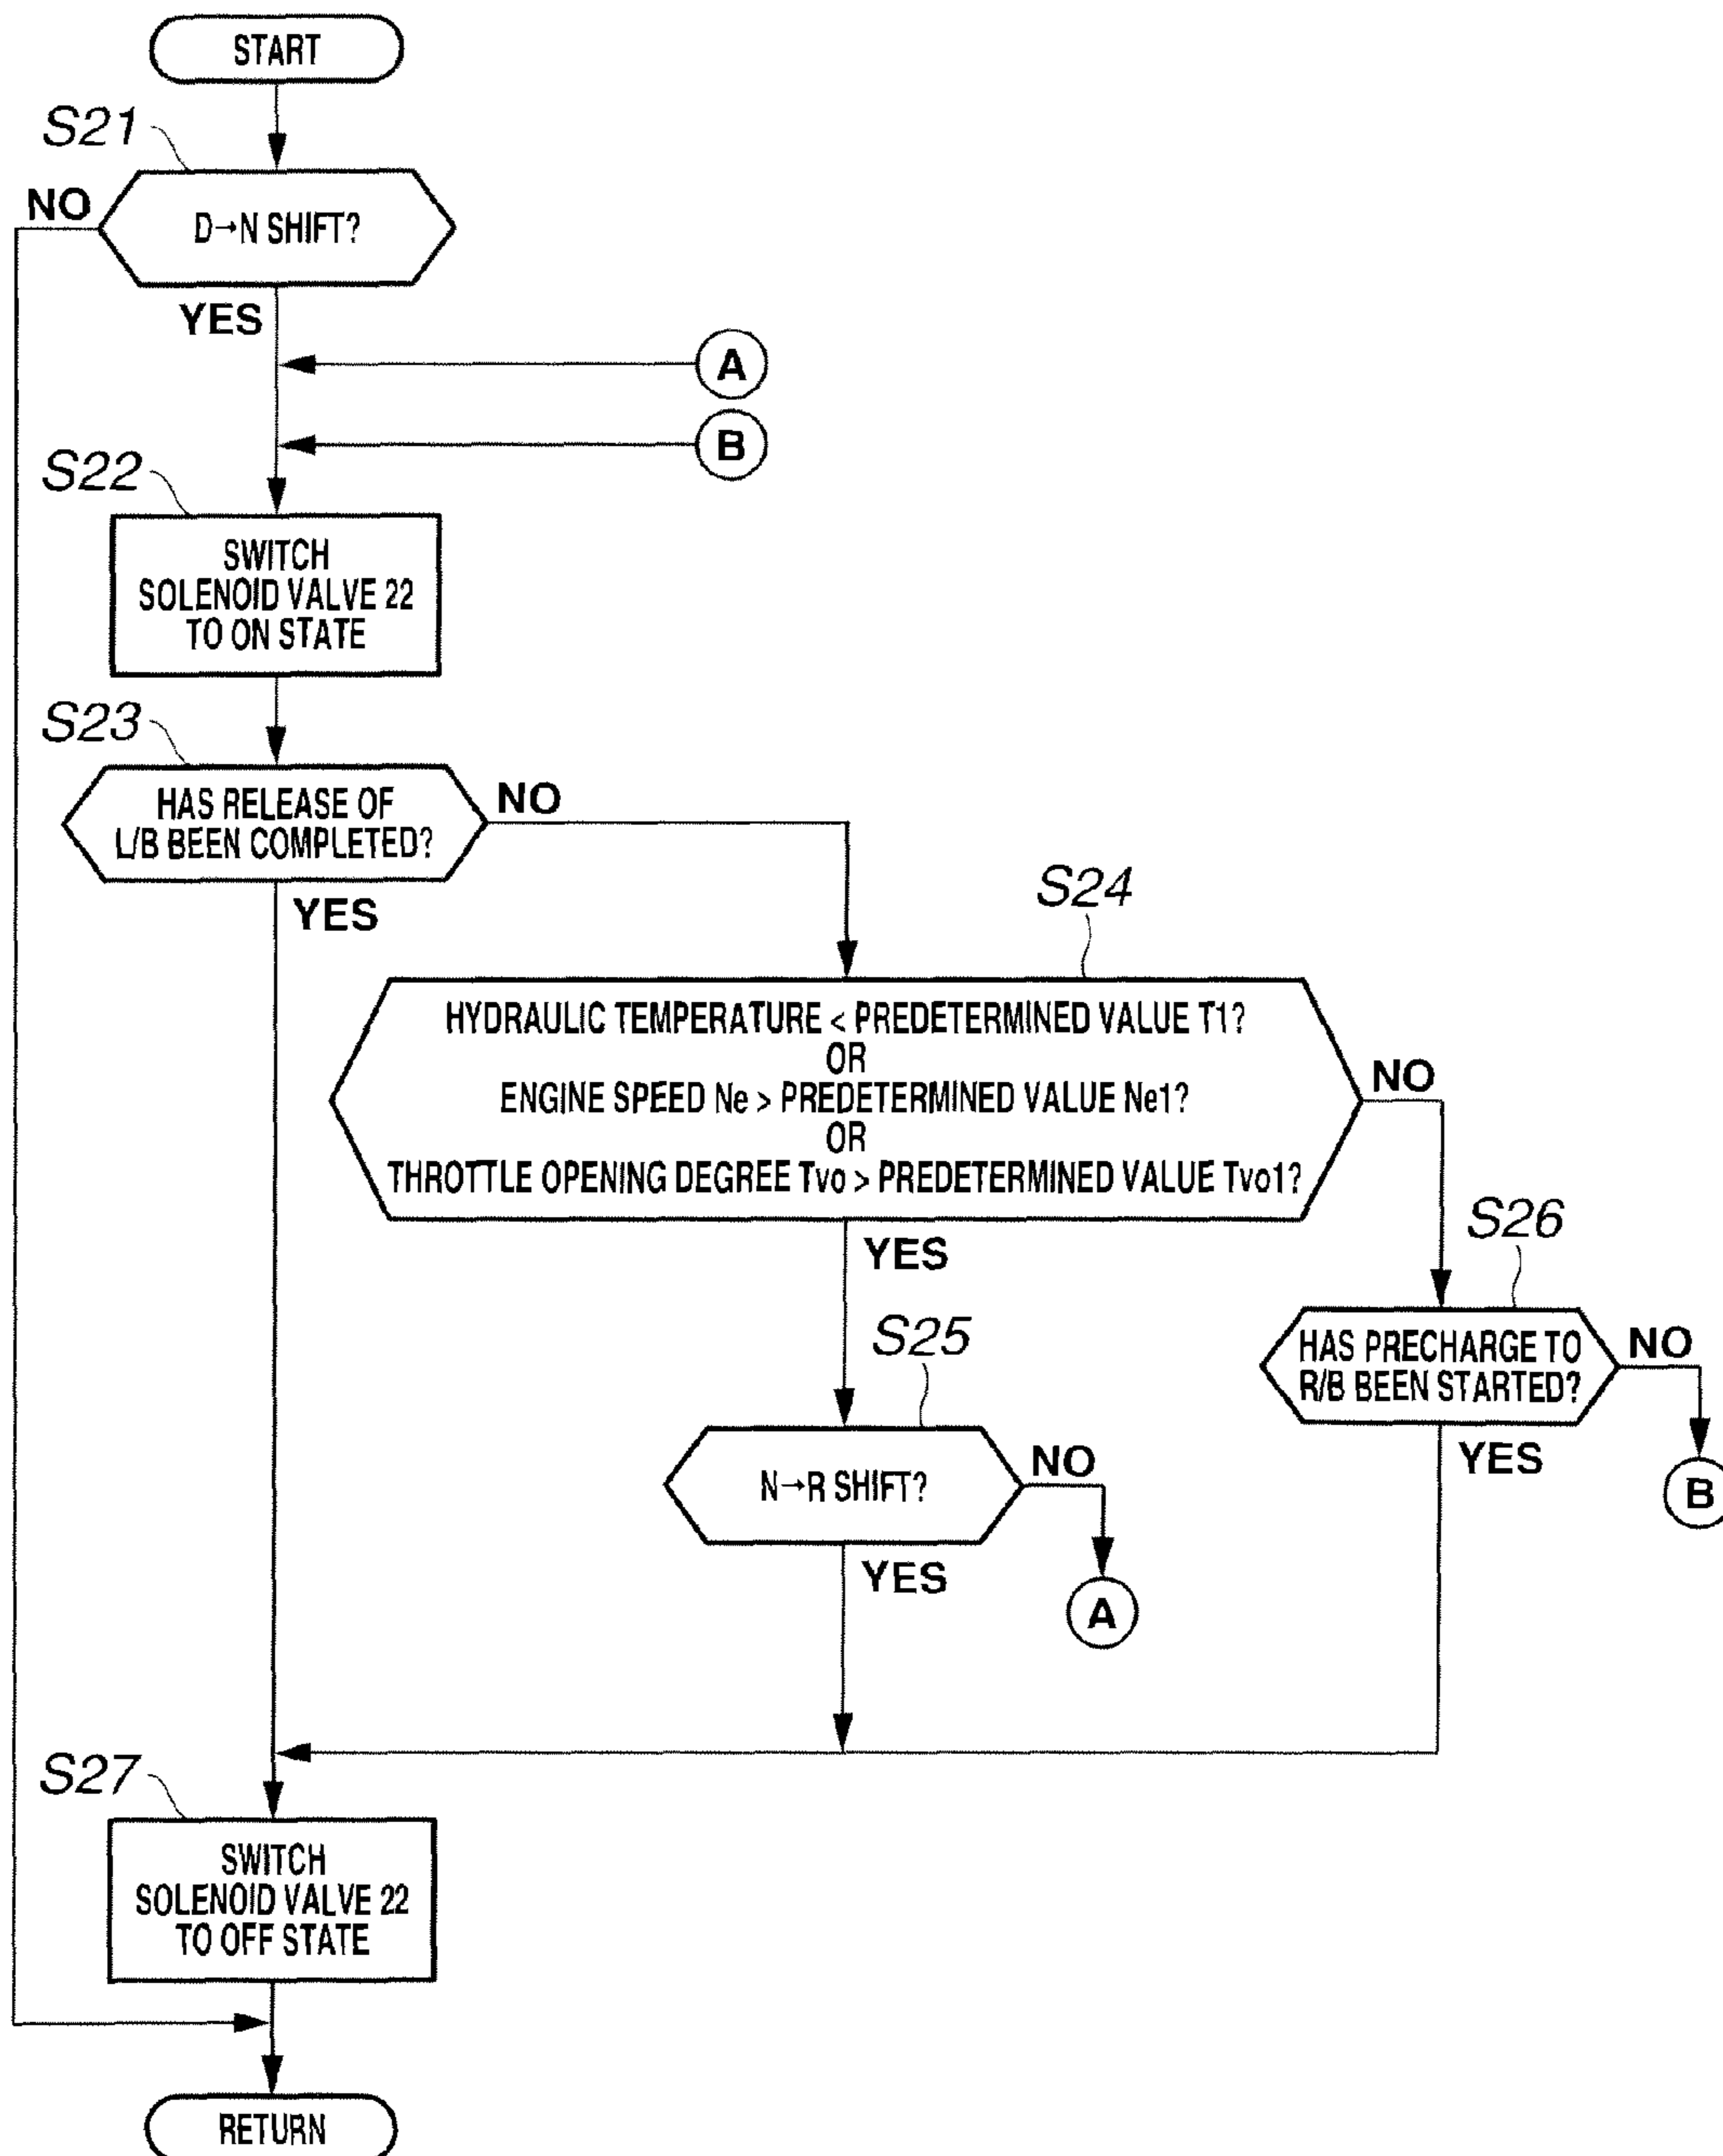 START
S21
NO
D→N SHIFT?
YES
A
B
S22
SWITCH
SOLENOID VALVE 22
TO ON STATE
S23
HAS RELEASE OF
L/B BEEN COMPLETED?
NO
YES
S24
HYDRAULIC TEMPERATURE < PREDETERMINED VALUE T1?
OR
ENGINE SPEED Ne > PREDETERMINED VALUE Ne1?
OR
THROTTLE OPENING DEGREE Tvo > PREDETERMINED VALUE Tvo1?
NO
YES
S26
HAS PRECHARGE TO
R/B BEEN STARTED?
NO
YES
B
S25
N→R SHIFT?
NO
YES
A
S27
SWITCH
SOLENOID VALVE 22
TO OFF STATE
RETURN